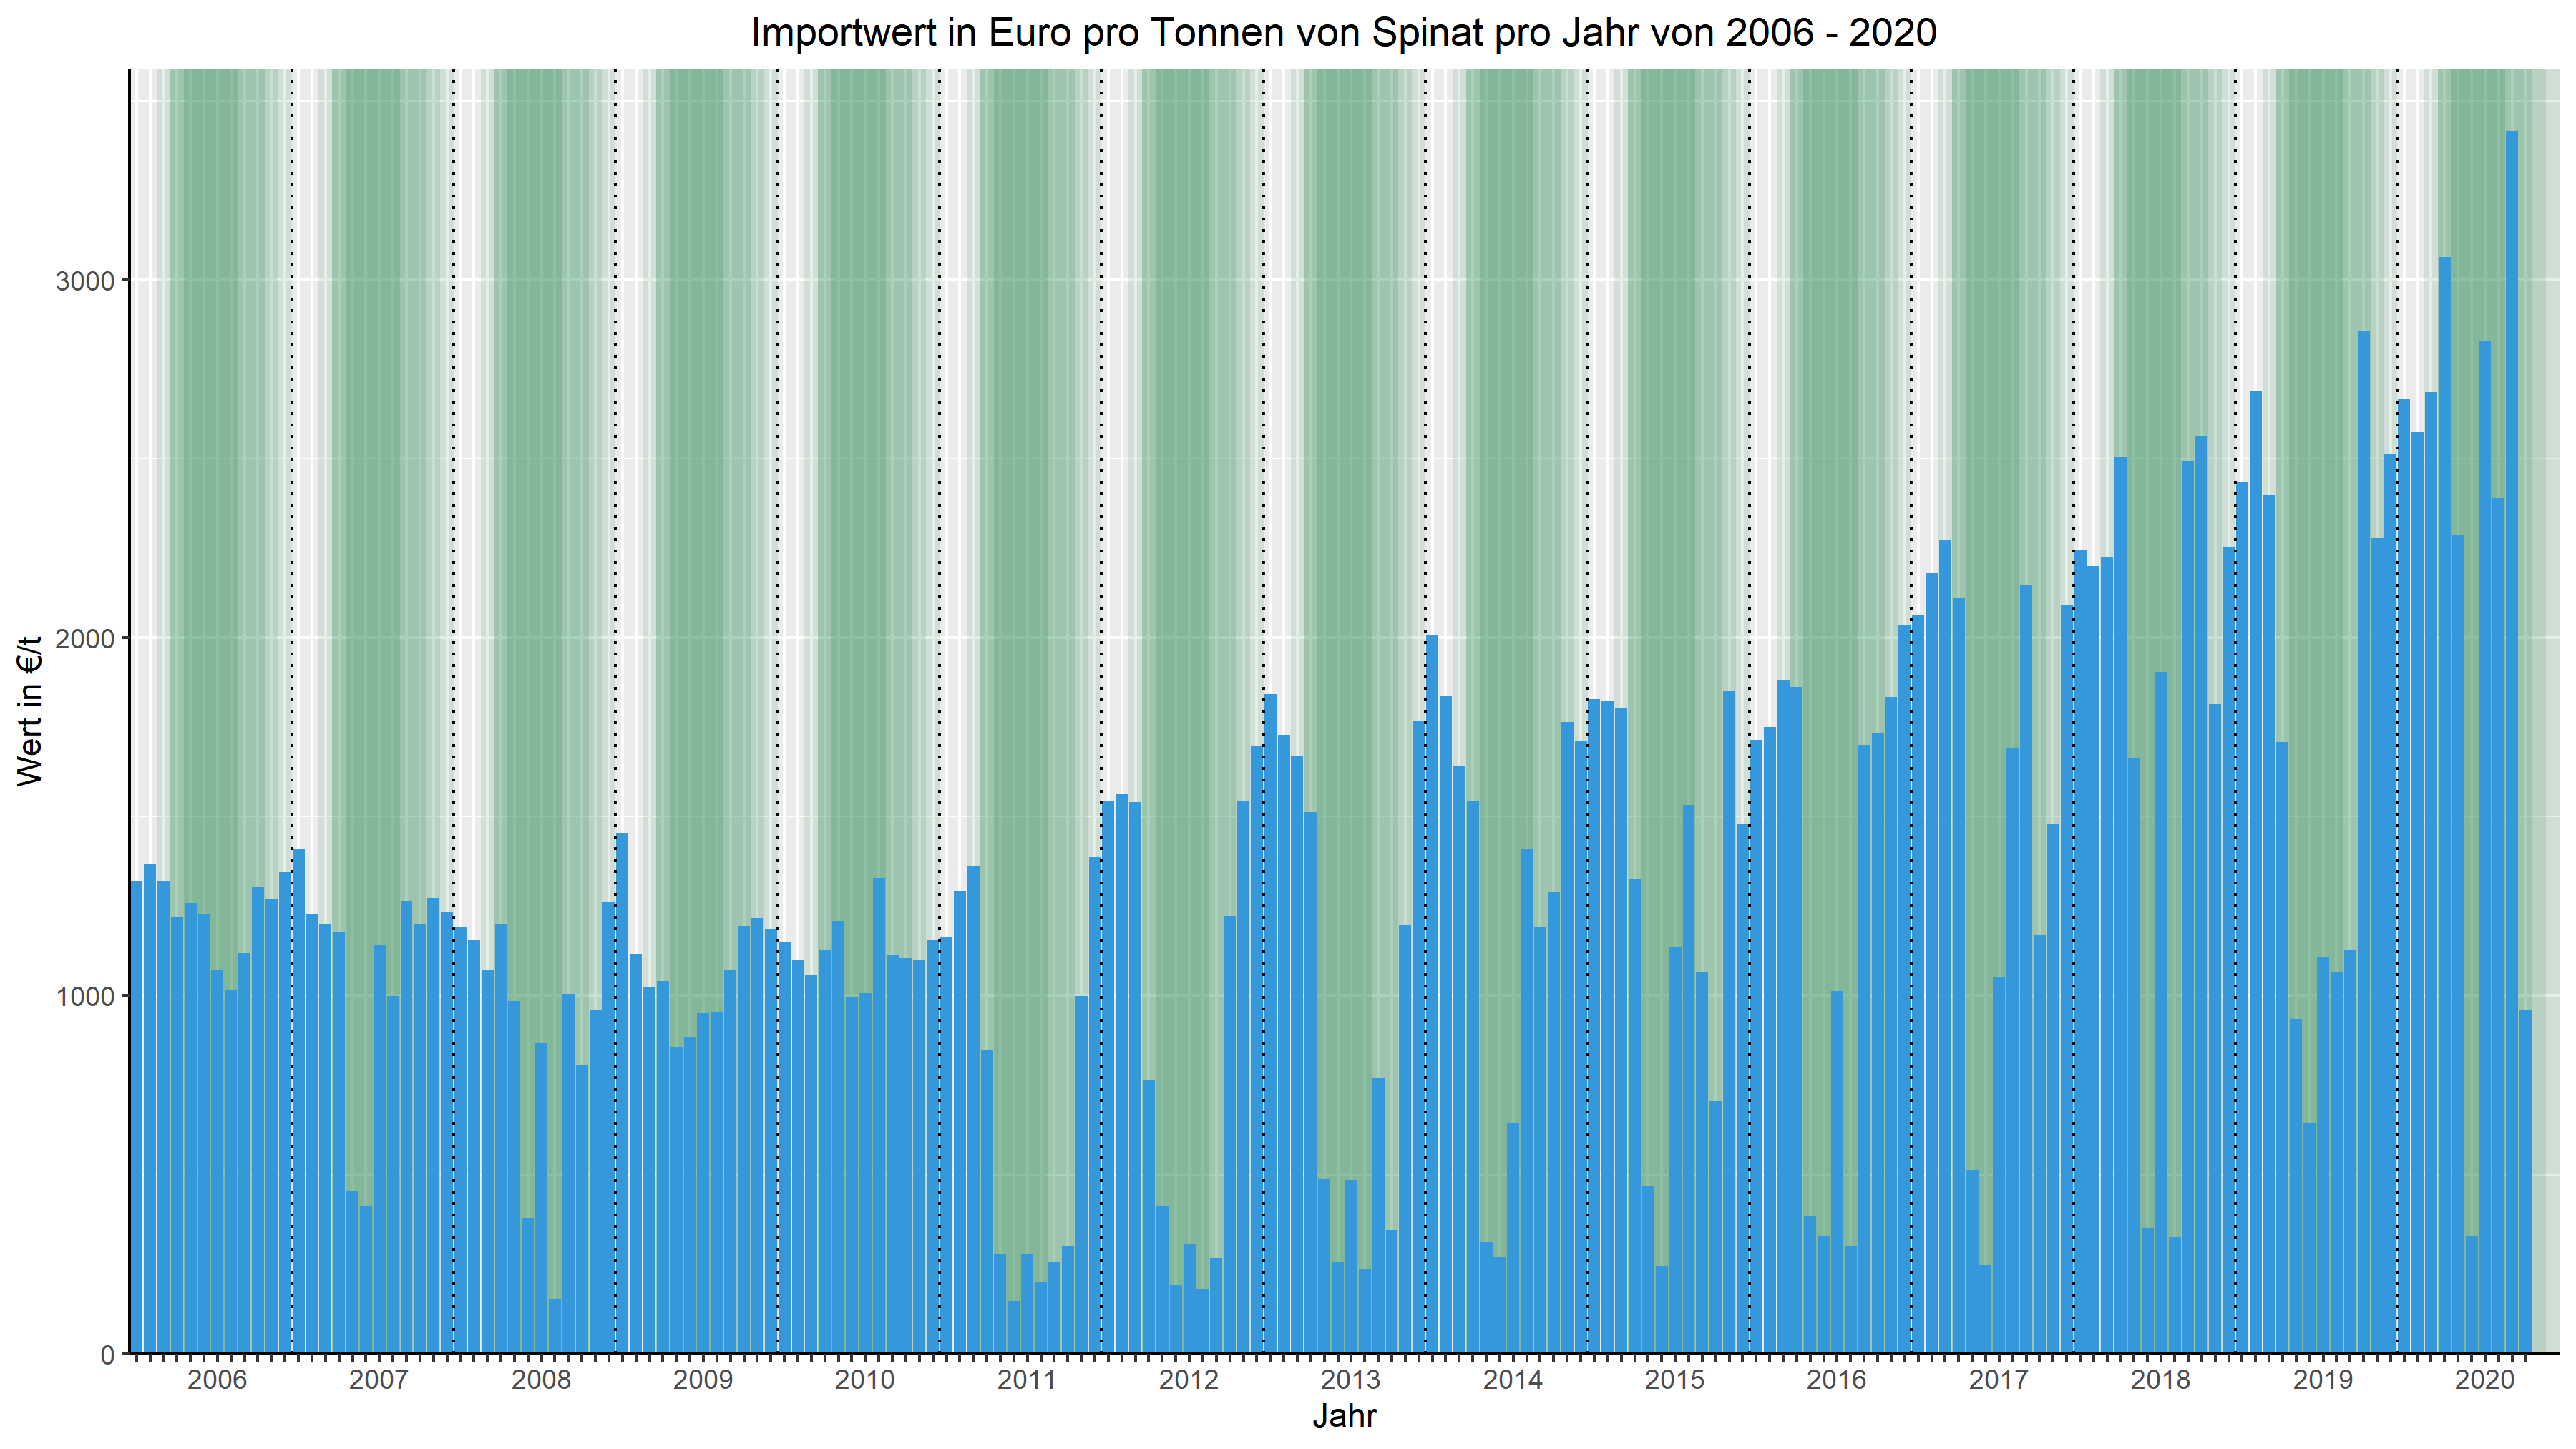 Importwert in Euro pro Tonnen von Spinat pro Jahr von 2006 - 2020
Wert in €/t
3000
2000
1000
0
2006 2007 2008 2009 2010 2011 2012 2013 2014 2015 2016 2017 2018 2019 2020
Jahr